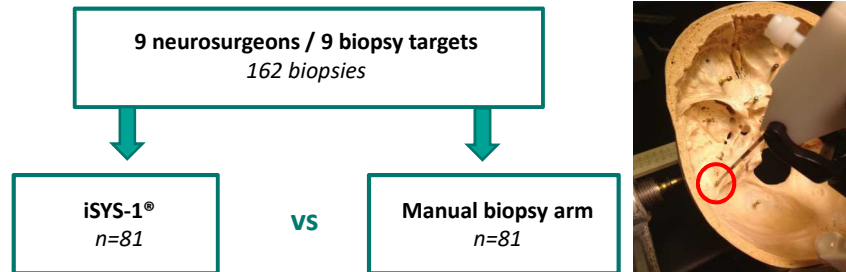 9 neurosurgeons / 9 biopsy targets
162 biopsies
iSYS-1®
n=81
vs
Manual biopsy arm
n=81